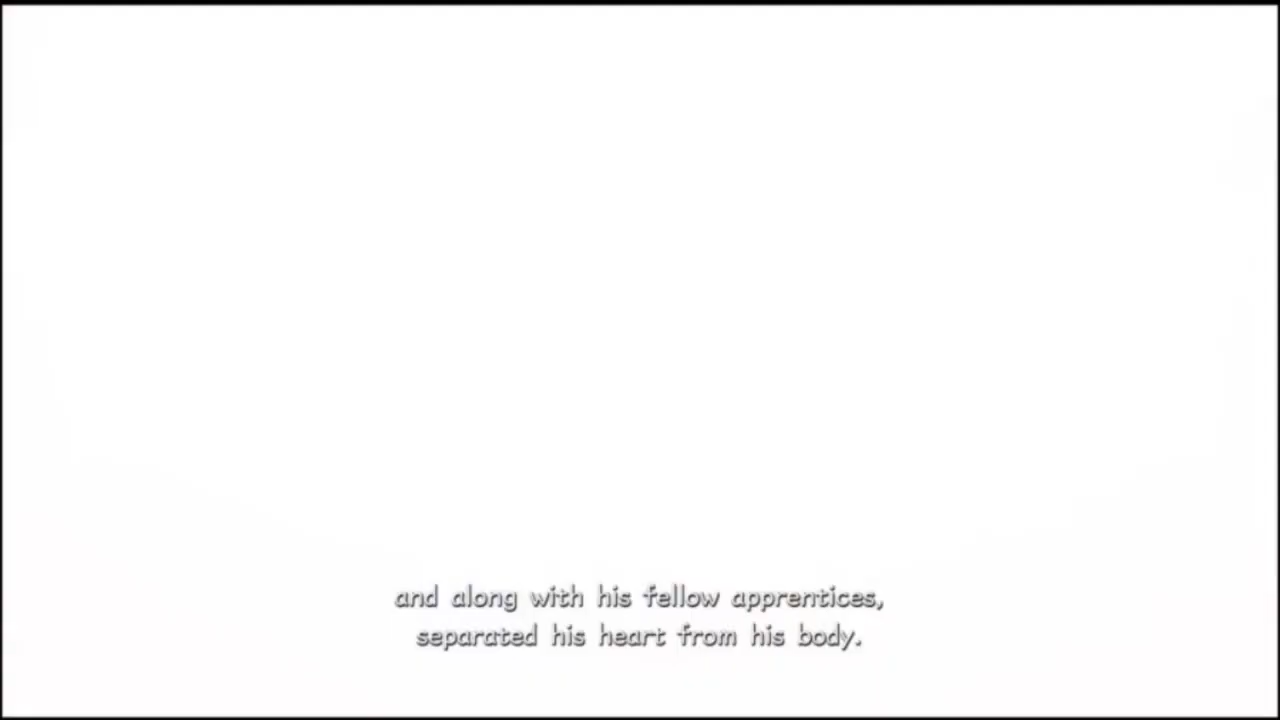 and along with his fellow apprentices,
separated his heart from his body.